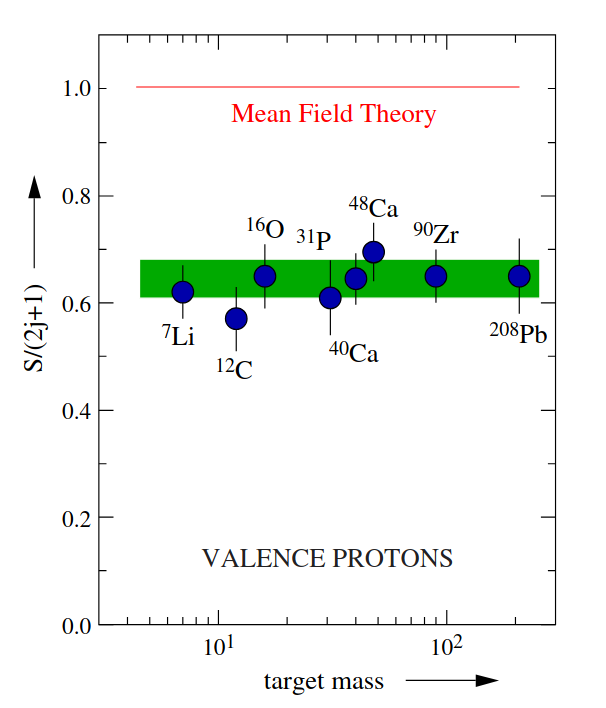 1.0
Mean Field Theory
0.8
⁴⁸Ca
¹⁶O
³¹P
⁹⁰Zr
0.6
⁷Li
²⁰⁸Pb
⁴⁰Ca
¹²C
S/(2j+1)
0.4
0.2
VALENCE PROTONS
0.0
10¹
10²
target mass